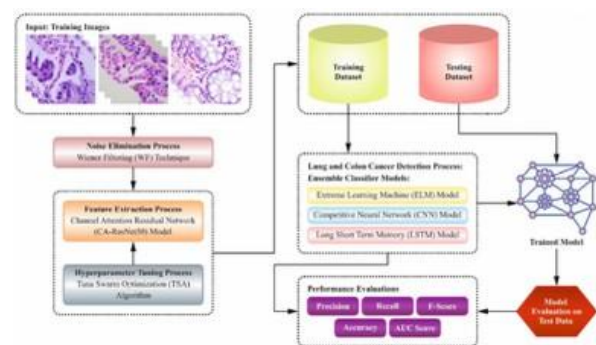 Input: Training Images
Noise Elimination Process
Wiener Filtering (WF) Technique
Feature Extraction Process
Channel Attention Residual Network
(CA-ResNet50) Model
Hyperparameter Tuning Process
Tuna Swarm Optimization (TSA)
Algorithm
Training
Dataset
Testing
Dataset
Lung and Colon Cancer Detection Process:
Ensemble Classifier Models:
Extreme Learning Machine (ELM) Model
Competitive Neural Network (CNN) Model
Long Short Term Memory (LSTM) Model
Trained Model
Performance Evaluations
Precision
Recall
F-Score
Accuracy
AUC Score
Model
Evaluation on
Test Data